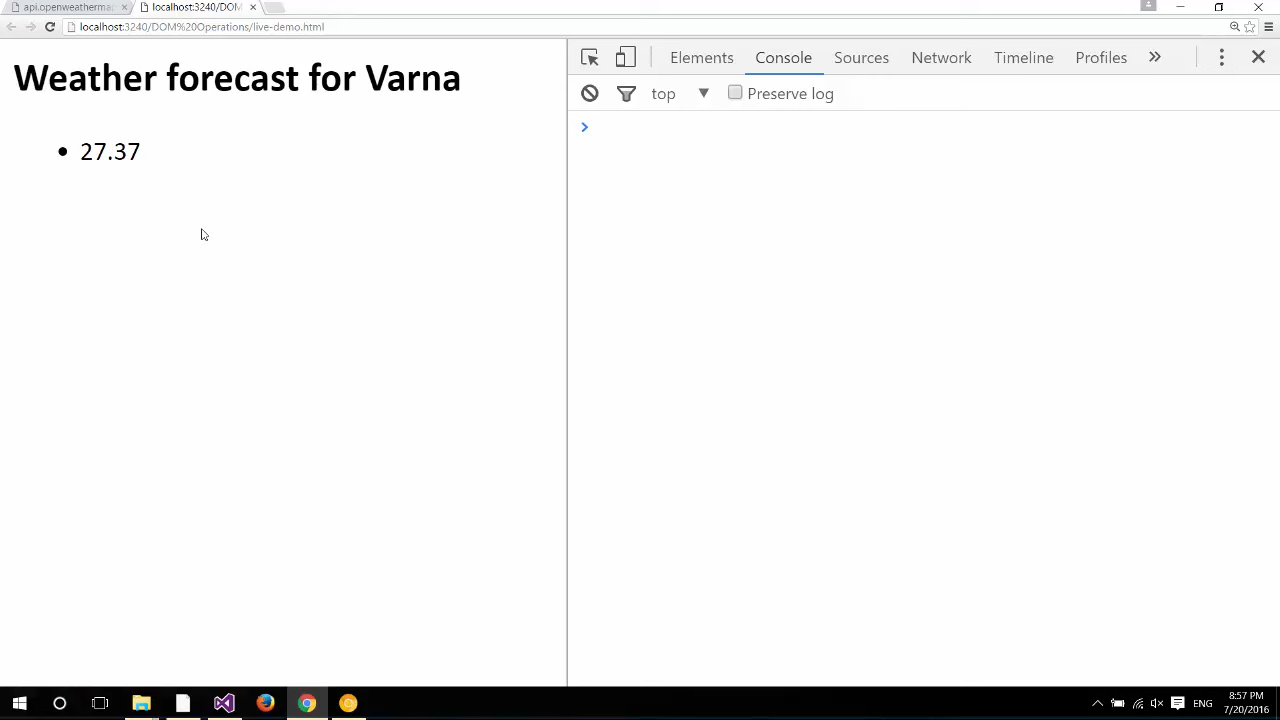 api.openweatherma
localhost:3240/DOM
localhost:3240/DOM%20Operations/live-demo.html
Weather forecast for Varna
27.37
Elements Console Sources Network Timeline Profiles
top Preserve log
ENG
8:57 PM
7/20/2016